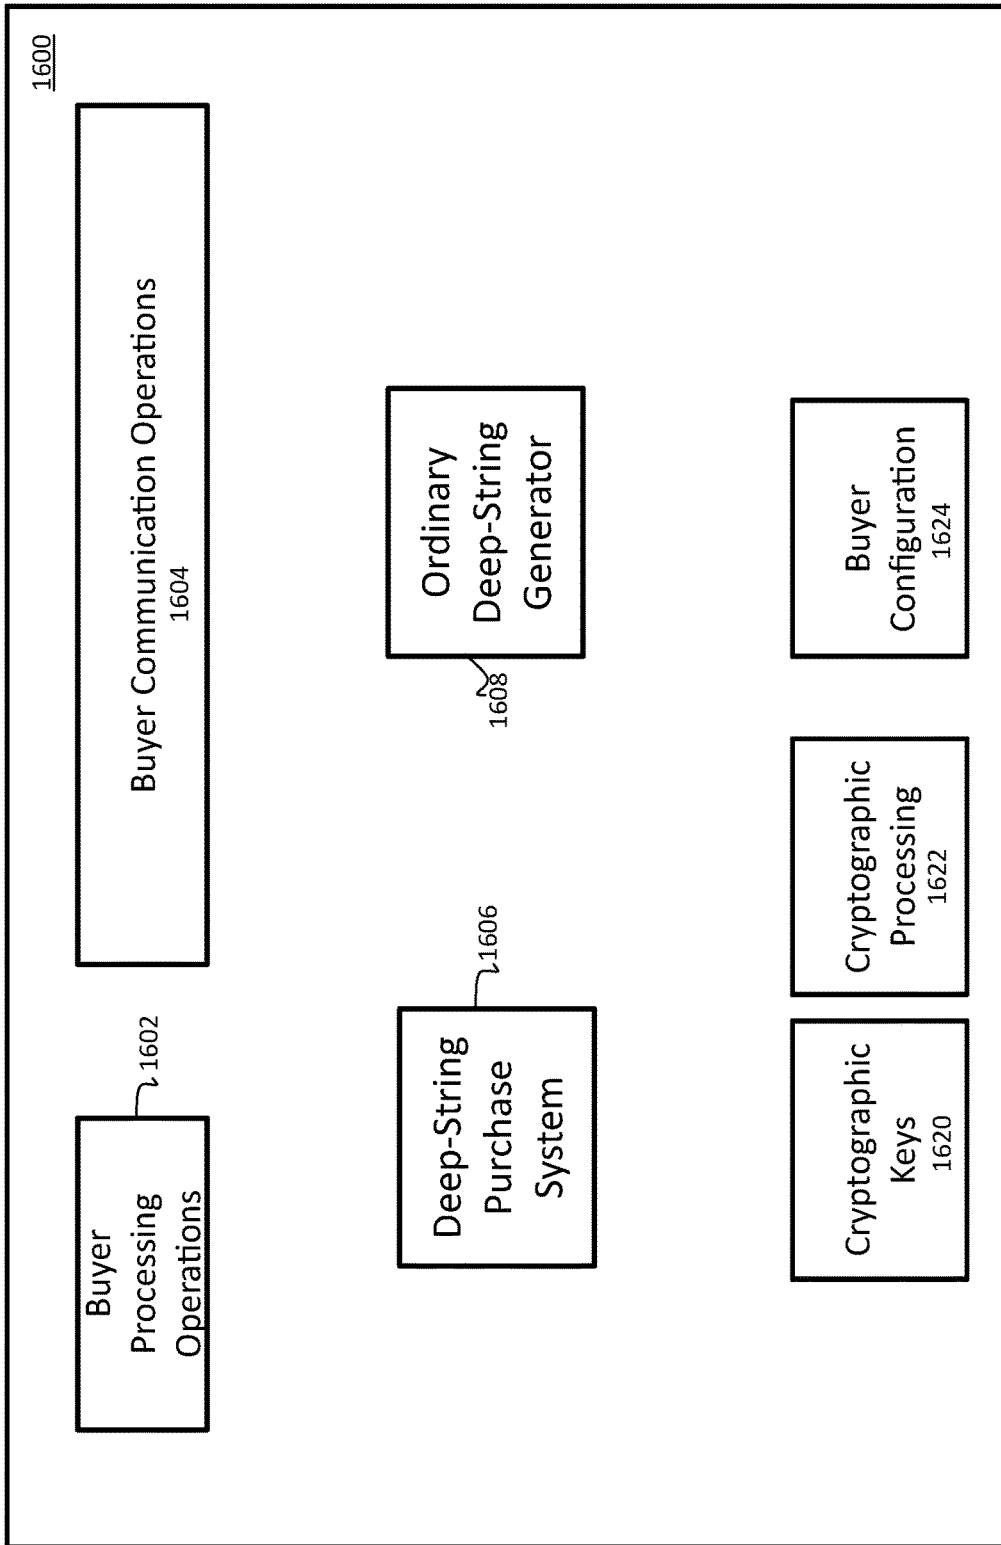 1600
Buyer
Processing
Operations
1602
Buyer Communication Operations
1604
Deep-String
Purchase
System
1606
Ordinary
Deep-String
Generator
1608
Cryptographic
Keys
1620
Cryptographic
Processing
1622
Buyer
Configuration
1624